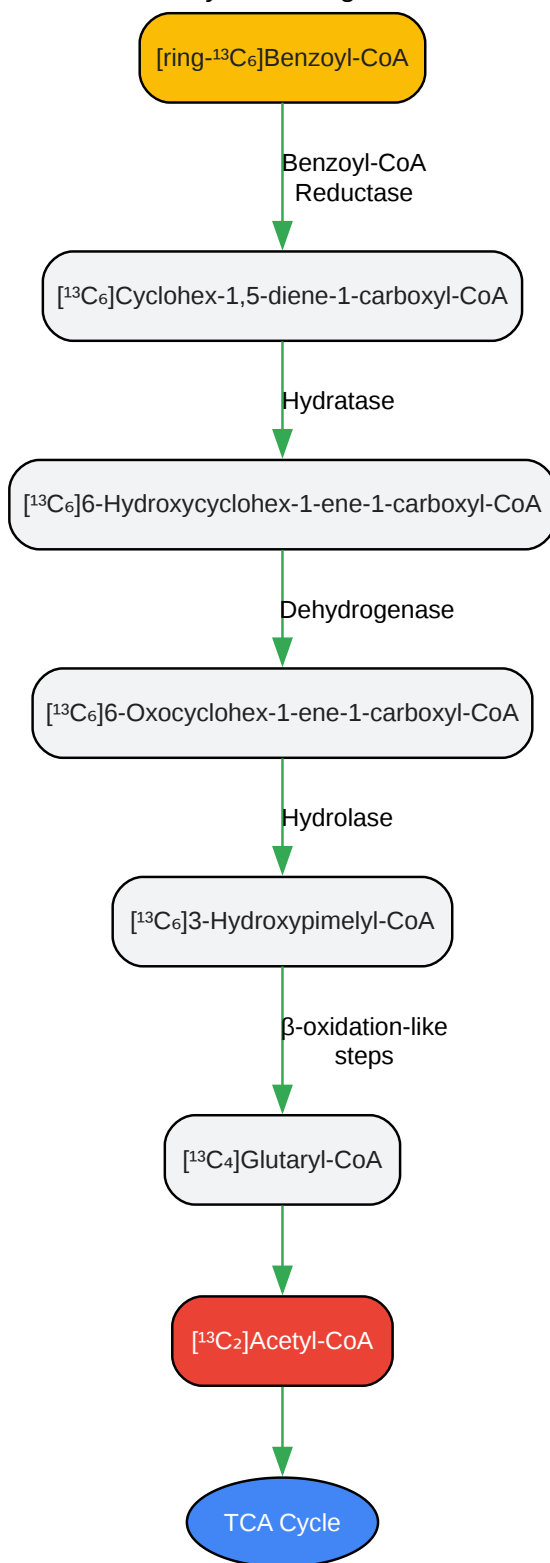 [ring-¹³C₆]Benzoyl-CoA
Benzoyl-CoA
Reductase
[¹³C₆]Cyclohex-1,5-diene-1-carboxyl-CoA
Hydratase
[¹³C₆]6-Hydroxycyclohex-1-ene-1-carboxyl-CoA
Dehydrogenase
[¹³C₆]6-Oxocyclohex-1-ene-1-carboxyl-CoA
Hydrolase
[¹³C₆]3-Hydroxypimelyl-CoA
β-oxidation-like
steps
[¹³C₄]Glutaryl-CoA
[¹³C₂]Acetyl-CoA
TCA Cycle